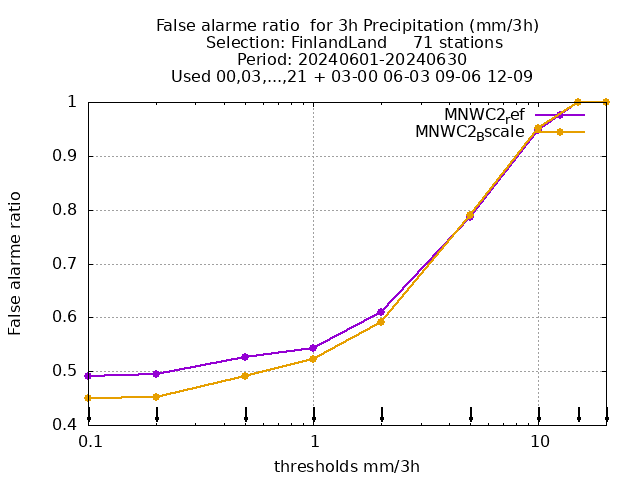 False alarme ratio  for 3h Precipitation (mm/3h)
Selection: FinlandLand     71 stations
Period: 20240601-20240630
Used 00,03,...,21 + 03-00 06-03 09-06 12-09
MNWC2ref
MNWC2Bscale
1
0.9
0.8
0.7
0.6
0.5
0.4
False alarme ratio
0.1
1
10
thresholds mm/3h